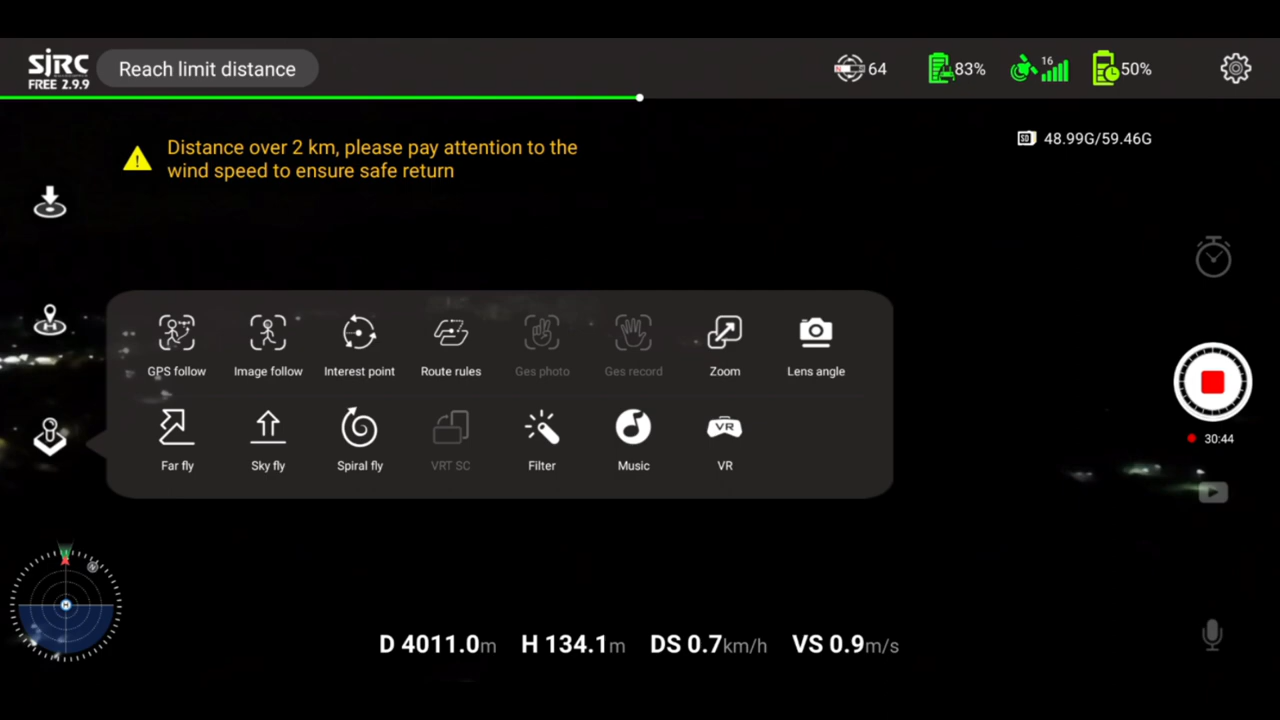 SJRC
FREE 2.9.9
Reach limit distance
64
83%
16
50%
SD 48.99G/59.46G
Distance over 2 km, please pay attention to the
wind speed to ensure safe return
GPS follow
Image follow
Interest point
Route rules
Ges photo
Ges record
Zoom
Lens angle
Far fly
Sky fly
Spiral fly
VRT SC
Filter
Music
VR
VR
30:44
N
H
D 4011.0m H 134.1m DS 0.7km/h VS 0.9m/s